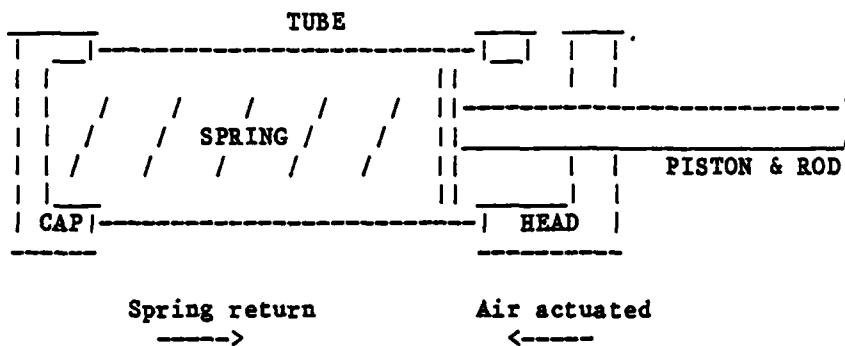 TUBE
SPRING
PISTON & ROD
CAP
HEAD
Spring return
Air actuated